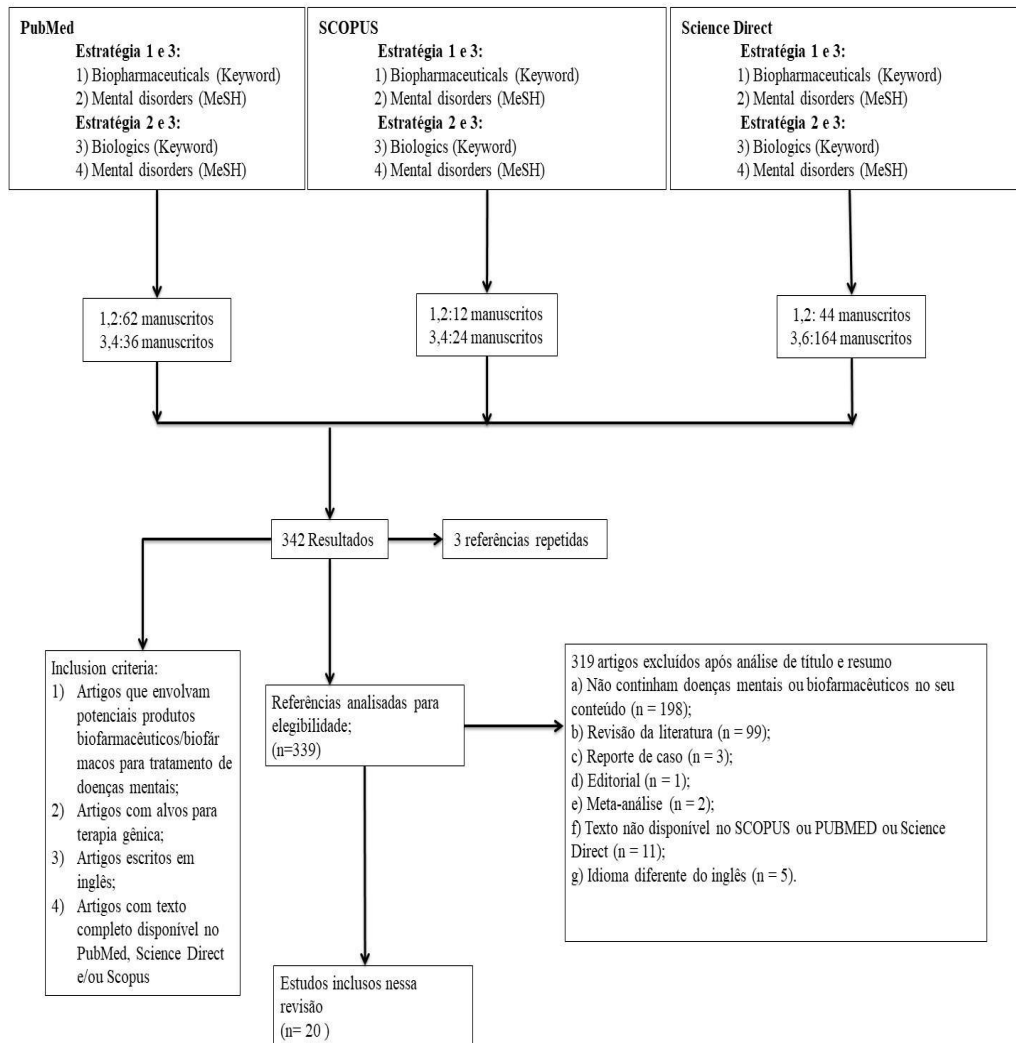 PubMed
Estratégia 1 e 3:
1) Biopharmaceuticals (Keyword)
2) Mental disorders (MeSH)
Estratégia 2 e 3:
3) Biologics (Keyword)
4) Mental disorders (MeSH)
SCOPUS
Estratégia 1 e 3:
1) Biopharmaceuticals (Keyword)
2) Mental disorders (MeSH)
Estratégia 2 e 3:
3) Biologics (Keyword)
4) Mental disorders (MeSH)
Science Direct
Estratégia 1 e 3:
1) Biopharmaceuticals (Keyword)
2) Mental disorders (MeSH)
Estratégia 2 e 3:
3) Biologics (Keyword)
4) Mental disorders (MeSH)
1,2:62 manuscritos
3,4:36 manuscritos
1,2:12 manuscritos
3,4:24 manuscritos
1,2: 44 manuscritos
3,6:164 manuscritos
342 Resultados
3 referências repetidas
Inclusion criteria:
1) Artigos que envolvam
potenciais produtos
biofarmacêuticos/biofár
macos para tratamento de
doenças mentais;
2) Artigos com alvos para
terapia gênica;
3) Artigos escritos em
inglês;
4) Artigos com texto
completo disponível no
PubMed, Science Direct
e/ou Scopus
Referências analisadas para
elegibilidade;
(n=339)
319 artigos excluídos após análise de título e resumo
a) Não continham doenças mentais ou biofarmacêuticos no seu
conteúdo (n = 198);
b) Revisão da literatura (n = 99);
c) Reporte de caso (n = 3);
d) Editorial (n = 1);
e) Meta-análise (n = 2);
f) Texto não disponível no SCOPUS ou PUBMED ou Science
Direct (n = 11);
g) Idioma diferente do inglês (n = 5).
Estudos inclusos nessa
revisão
(n= 20 )